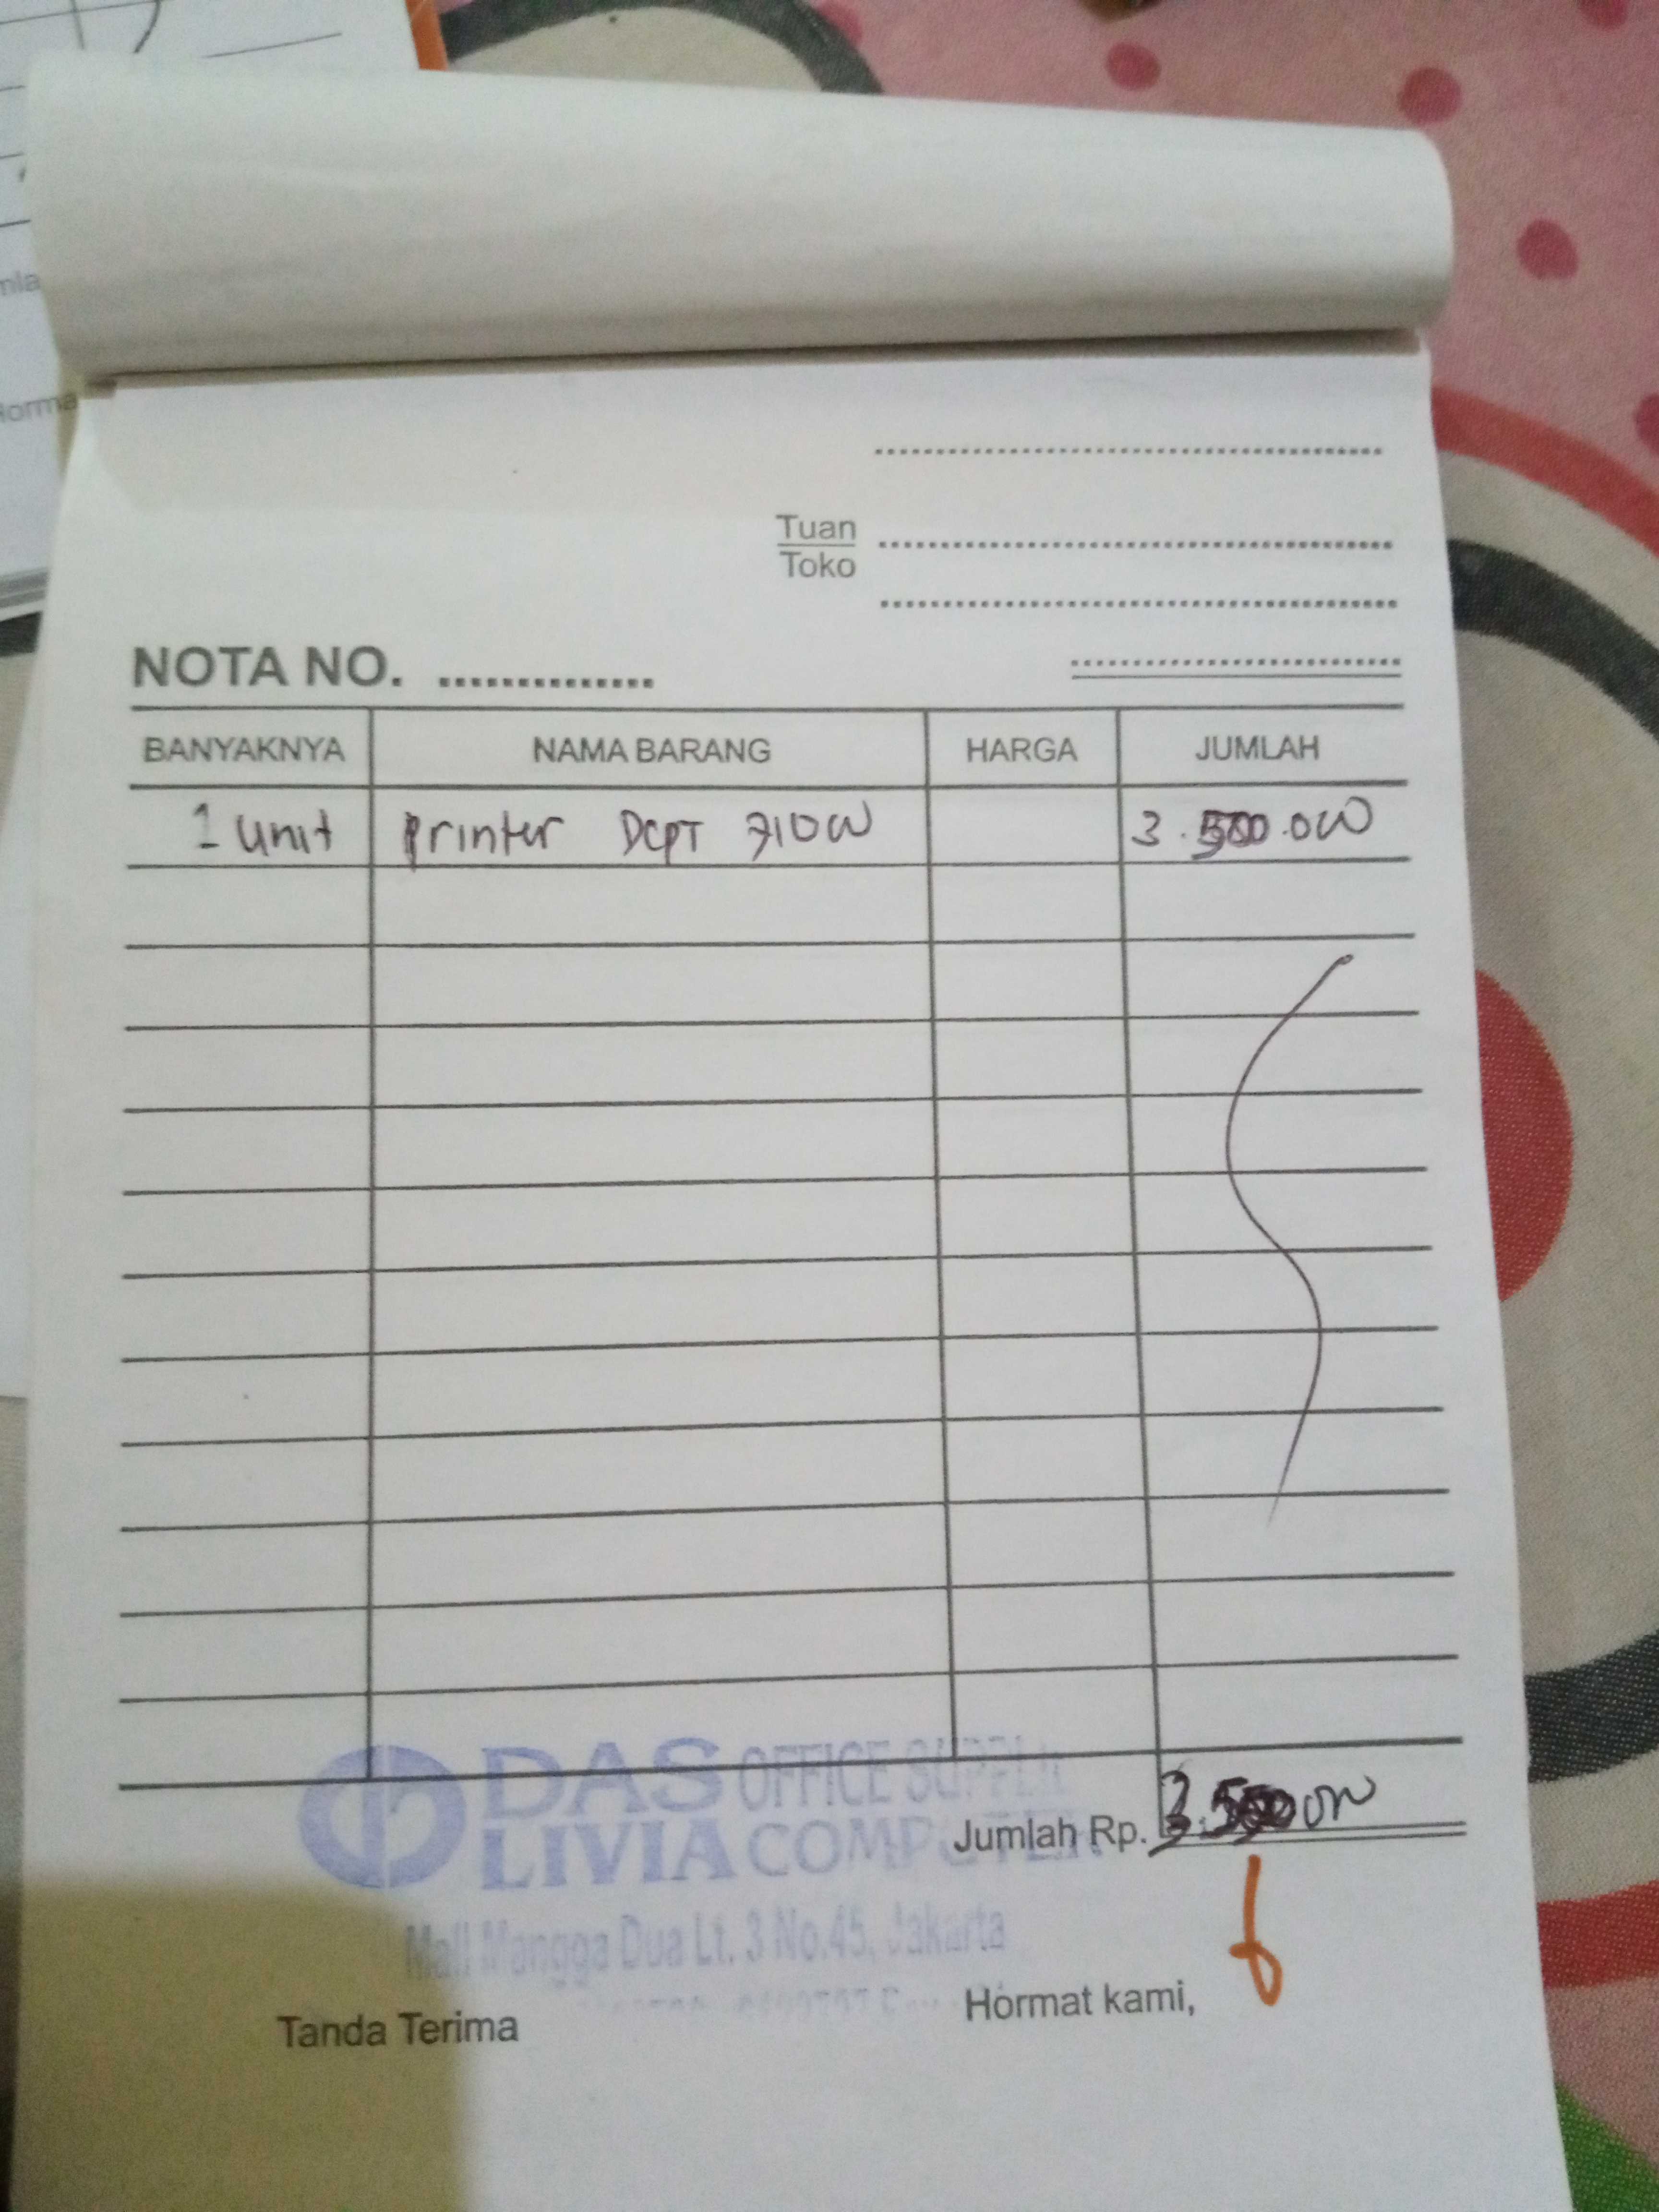 Tuan
Toko
NOTA NO. ..............
BANYAKNYA NAMA BARANG HARGA JUMLAH
1 Unit Printer DCPT 710W 3.500.000
DAS OFFICE SUPPLIE
LIVIA COMPUTER
Jumlah Rp. 3.500.000
Mall Mangga Dua Lt. 3 No.45, Jakarta
Tanda Terima Hormat kami,